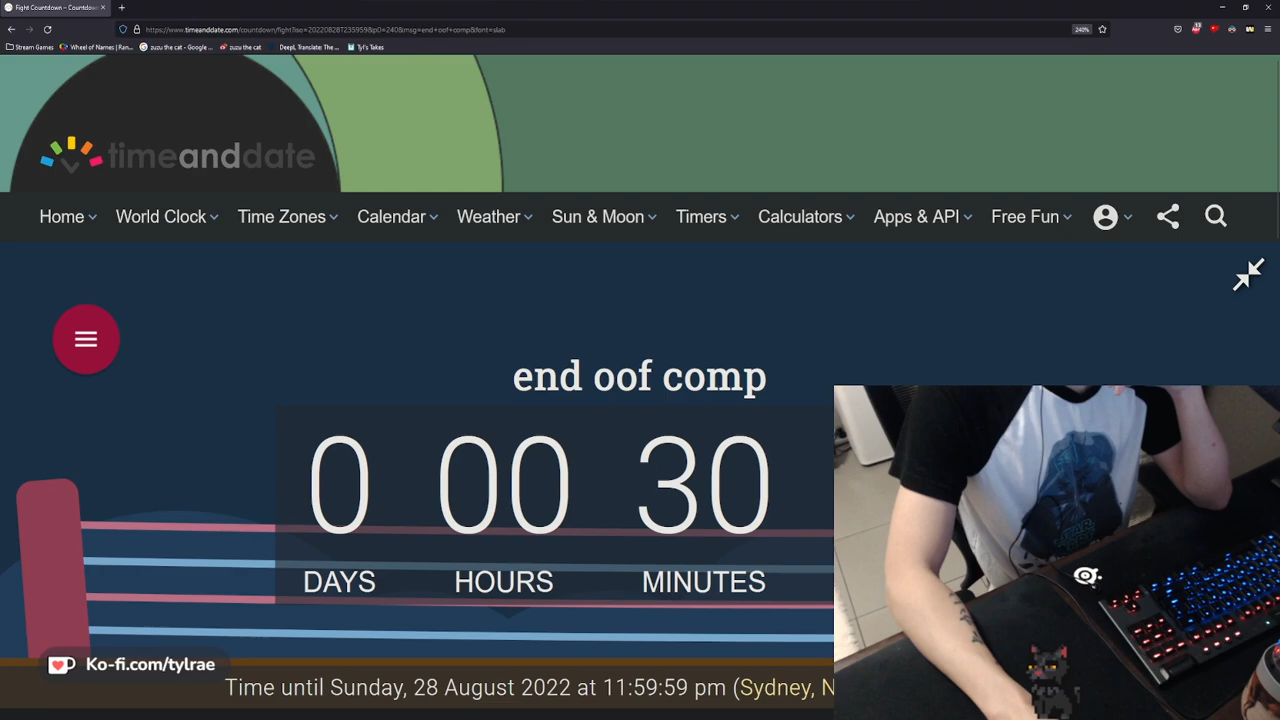 Fight Countdown – Countdow
https://www.timeanddate.com/countdown/fight?iso=20220828T235959&p0=240&msg=end+oof+comp&font=slab
240%
Stream Games
Wheel of Names | Ran...
zuzu the cat - Google ...
zuzu the cat
DeepL Translate: The ...
Tyl's Takes
timeanddate
Home
World Clock
Time Zones
Calendar
Weather
Sun & Moon
Timers
Calculators
Apps & API
Free Fun
end oof comp
0 00 30
DAYS HOURS MINUTES
Ko-fi.com/tylrae
Time until Sunday, 28 August 2022 at 11:59:59 pm (Sydney, N
STAR
WARS